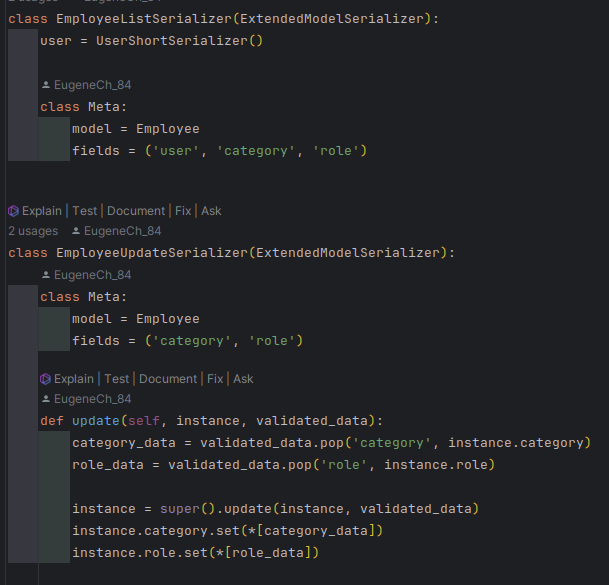 class EmployeeListSerializer(ExtendedModelSerializer):
user = UserShortSerializer()
EugeneCh_84
class Meta:
model = Employee
fields = ('user', 'category', 'role')
Explain | Test | Document | Fix | Ask
2 usages EugeneCh_84
class EmployeeUpdateSerializer(ExtendedModelSerializer):
EugeneCh_84
class Meta:
model = Employee
fields = ('category', 'role')
Explain | Test | Document | Fix | Ask
EugeneCh_84
def update(self, instance, validated_data):
category_data = validated_data.pop('category', instance.category)
role_data = validated_data.pop('role', instance.role)
instance = super().update(instance, validated_data)
instance.category.set(*[category_data])
instance.role.set(*[role_data])